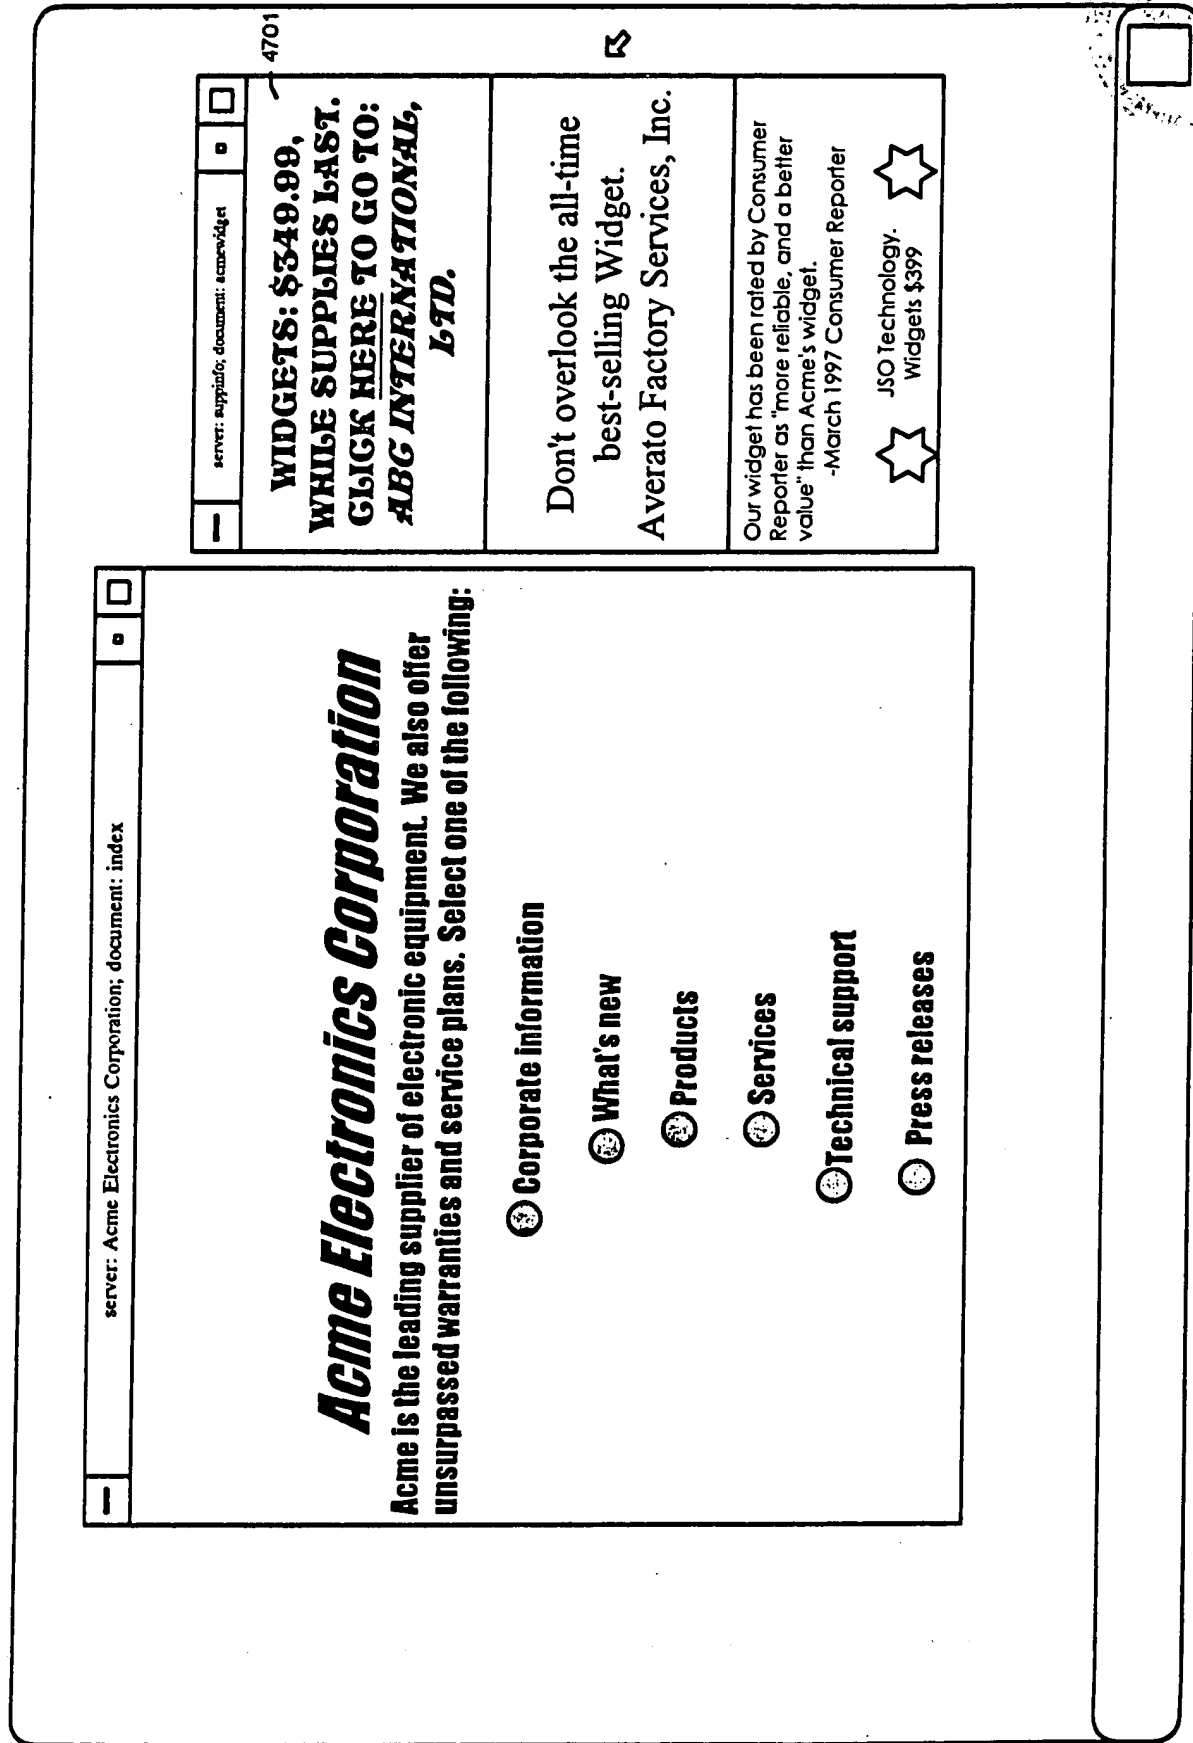 server: Acme Electronics Corporation; document: index
Acme Electronics Corporation
Acme is the leading supplier of electronic equipment. We also offer
unsurpassed warranties and service plans. Select one of the following:
Corporate information
What's new
Products
Services
Technical support
Press releases
server: suppinfo; document: acmewidget
4701
WIDGETS: $349.99,
WHILE SUPPLIES LAST.
CLICK HERE TO GO TO:
ABG INTERNATIONAL,
LTD.
Don't overlook the all-time
best-selling Widget.
Averato Factory Services, Inc.
Our widget has been rated by Consumer
Reporter as "more reliable, and a better
value" than Acme's widget.
-March 1997 Consumer Reporter
JSO Technology.
Widgets $399